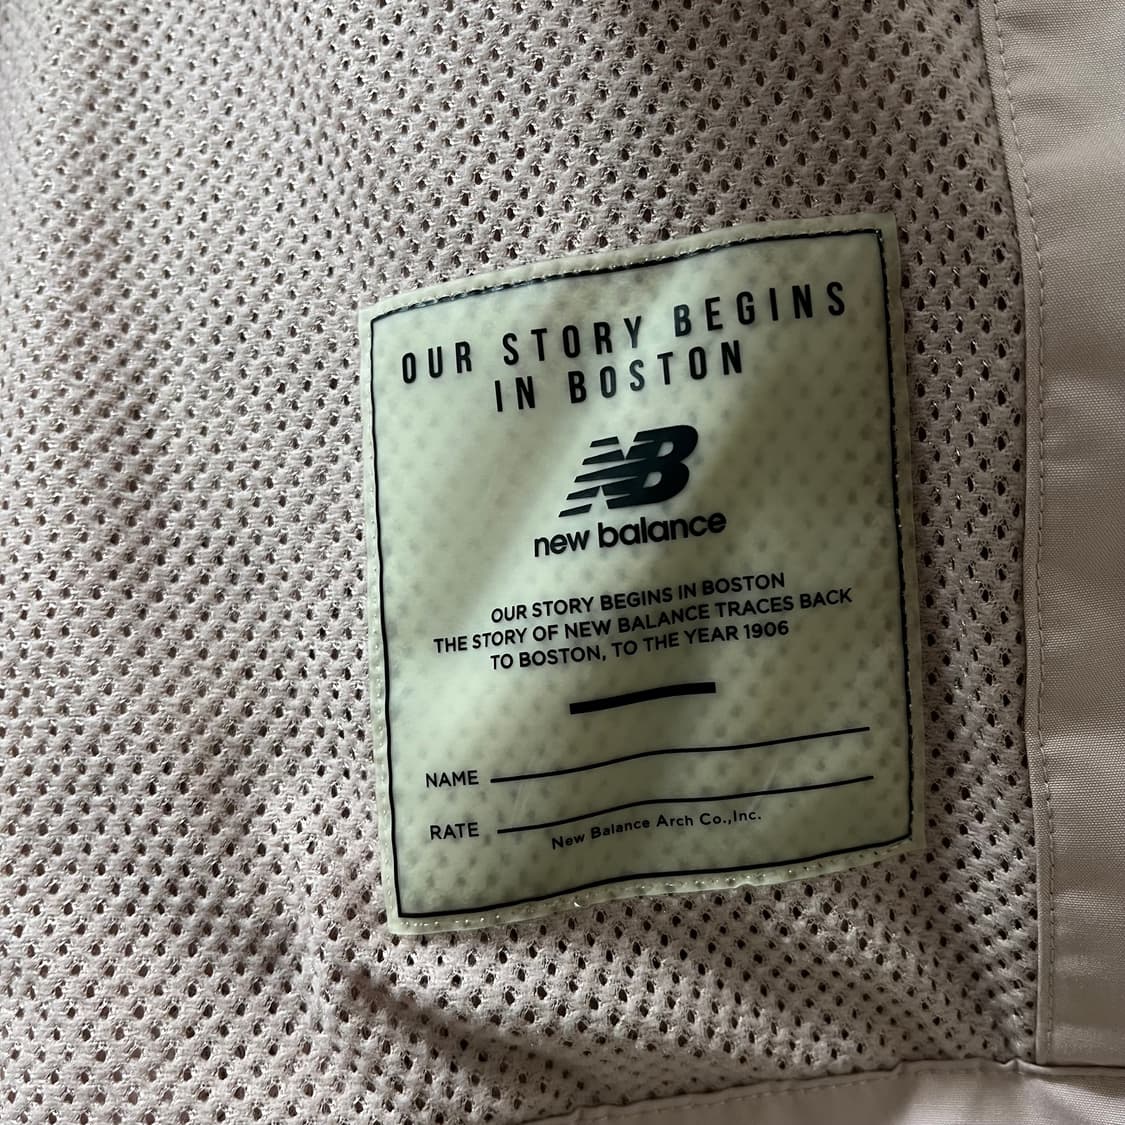 OUR STORY BEGINS
IN BOSTON
NB
new balance
OUR STORY BEGINS IN BOSTON
THE STORY OF NEW BALANCE TRACES BACK
TO BOSTON, TO THE YEAR 1906
NAME
RATE
New Balance Arch Co.,Inc.